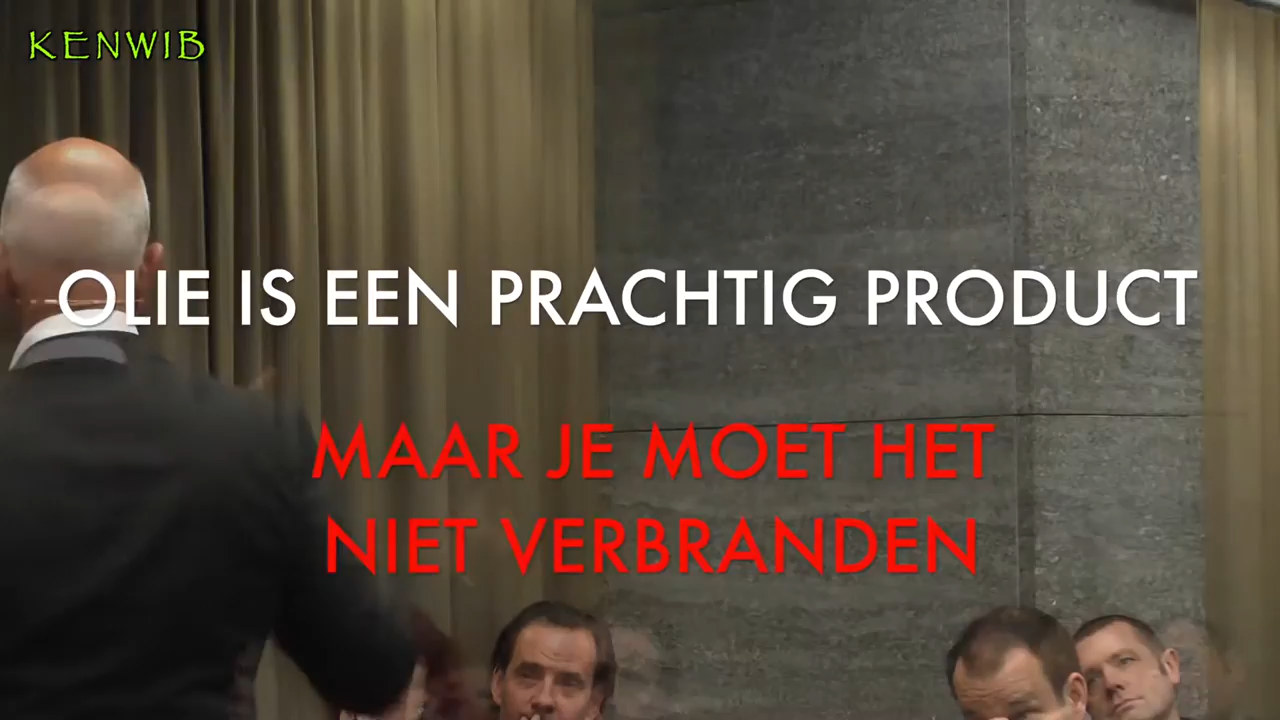 KENWIB
OLIE IS EEN PRACHTIG PRODUCT
MAAR JE MOET HET
NIET VERBRANDEN